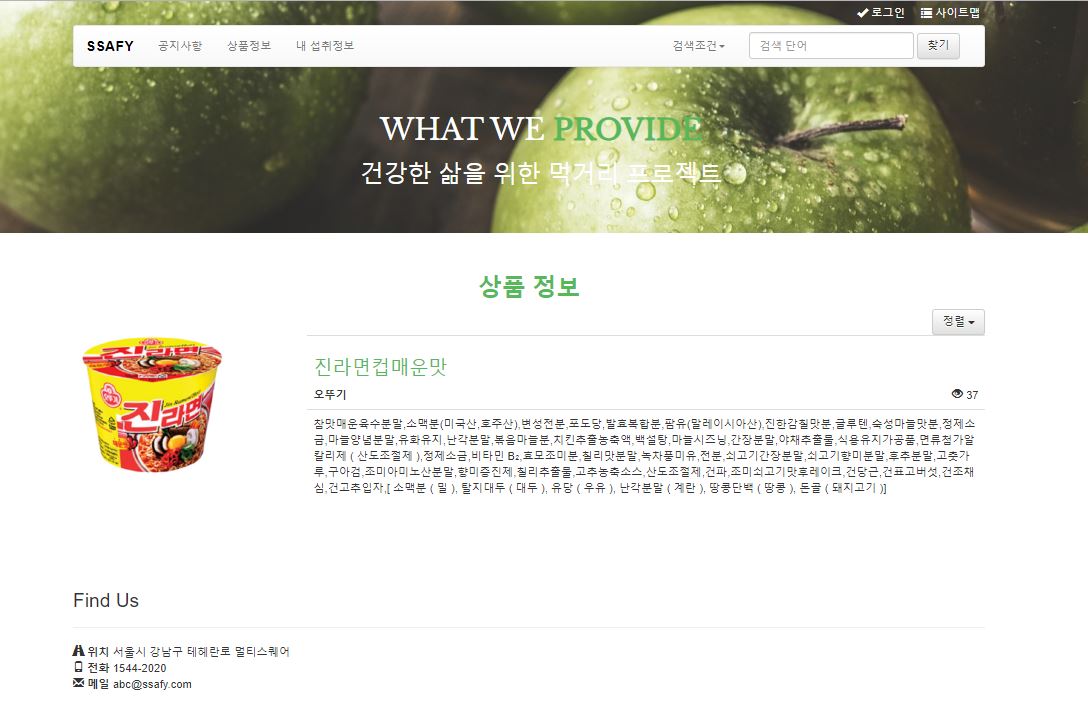 로그인 사이트맵
SSAFY 공지사항 상품정보 내 섭취정보 검색조건 검색 단어 찾기
WHAT WE PROVIDE
건강한 삶을 위한 먹거리 프로젝트
상품 정보
정렬
진라면컵매운맛
오뚜기 37
참맛매운육수분말,소맥분(미국산,호주산),변성전분,포도당,발효복합분,팜유(말레이시아산),진한감칠맛분,글루텐,숙성마늘맛분,정제소
금,마늘양념분말,유화유지,난각분말,볶음마늘분,치킨추출농축액,백설탕,마늘시즈닝,간장분말,야채추출물,식용유지가공품,면류첨가알
칼리제 ( 산도조절제 ),정제소금,비타민 B₂,효모조미분,칠리맛분말,녹차풍미유,전분,쇠고기간장분말,쇠고기향미분말,후추분말,고춧가
루,구아검,조미아미노산분말,향미증진제,칠리추출물,고추농축소스,산도조절제,건파,조미쇠고기맛후레이크,건당근,건표고버섯,건조채
심,건고추입자,[ 소맥분 ( 밀 ), 탈지대두 ( 대두 ), 유당 ( 우유 ), 난각분말 ( 계란 ), 땅콩단백 ( 땅콩 ), 돈골 ( 돼지고기 )]
진라면
Jin Ramen
진라면
Find Us
위치 서울시 강남구 테헤란로 멀티스퀘어
전화 1544-2020
메일 abc@ssafy.com